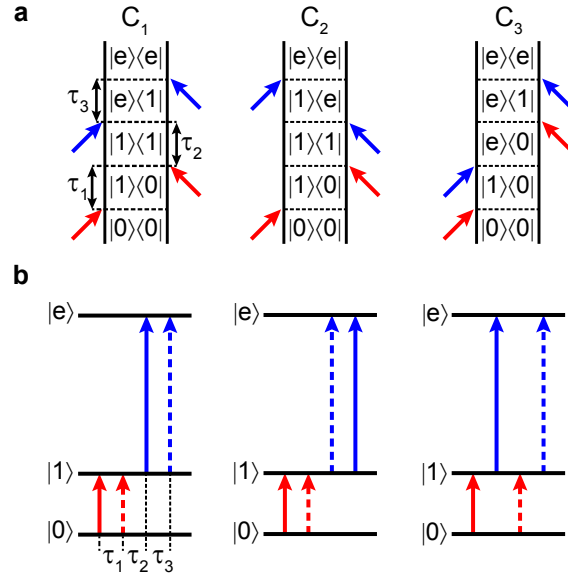 a
C₁ C₂ C₃
|e⟩⟨e| |e⟩⟨e| |e⟩⟨e|
τ₃ |e⟩⟨1| |1⟩⟨e| |e⟩⟨1|
|1⟩⟨1| τ₂ |1⟩⟨1| |e⟩⟨0|
τ₁ |1⟩⟨0| |1⟩⟨0| |1⟩⟨0|
|0⟩⟨0| |0⟩⟨0| |0⟩⟨0|
b
|e⟩ |e⟩ |e⟩
|1⟩ |1⟩ |1⟩
|0⟩ |0⟩ |0⟩
τ₁ τ₂ τ₃